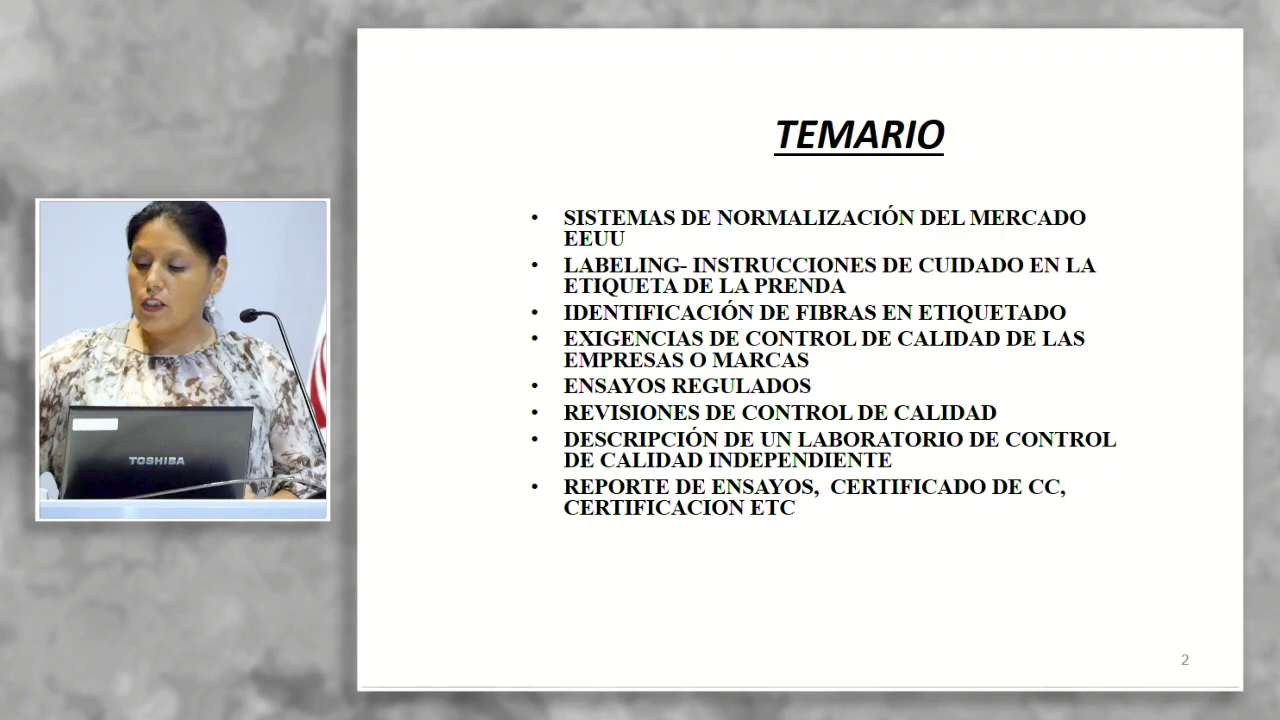 TEMARIO
• SISTEMAS DE NORMALIZACIÓN DEL MERCADO
EEUU
• LABELING- INSTRUCCIONES DE CUIDADO EN LA
ETIQUETA DE LA PRENDA
• IDENTIFICACIÓN DE FIBRAS EN ETIQUETADO
• EXIGENCIAS DE CONTROL DE CALIDAD DE LAS
EMPRESAS O MARCAS
• ENSAYOS REGULADOS
• REVISIONES DE CONTROL DE CALIDAD
• DESCRIPCIÓN DE UN LABORATORIO DE CONTROL
DE CALIDAD INDEPENDIENTE
• REPORTE DE ENSAYOS,  CERTIFICADO DE CC,
CERTIFICACION ETC
TOSHIBA
2